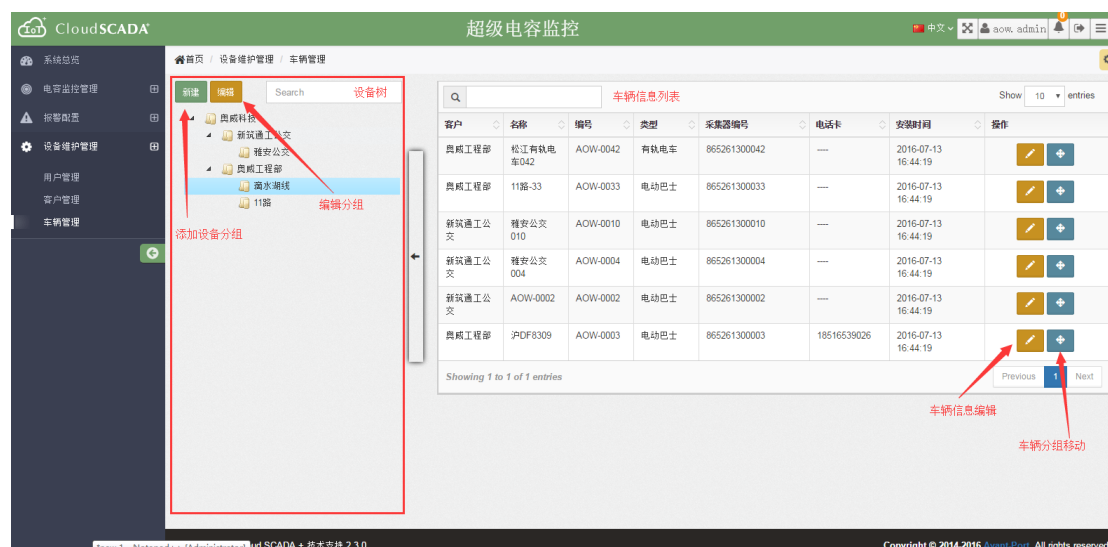 IoT CloudSCADA
超级电容监控
中文
aow. admin
0
系统总览
电容监控管理
报警配置
设备维护管理
用户管理
客户管理
车辆管理
首页 / 设备维护管理 / 车辆管理
新建 编辑 Search 设备树
奥威科技
新筑通工公交
雅安公交
奥威工程部
滴水湖线
11路
编辑分组
添加设备分组
车辆信息列表
Show 10 entries
客户 名称 编号 类型 采集器编号 电话卡 安装时间 操作
奥威工程部 松江有轨电车042 AOW-0042 有轨电车 865261300042 ---- 2016-07-13 16:44:19
奥威工程部 11路-33 AOW-0033 电动巴士 865261300033 ---- 2016-07-13 16:44:19
新筑通工公交 雅安公交010 AOW-0010 电动巴士 865261300010 ---- 2016-07-13 16:44:19
新筑通工公交 雅安公交004 AOW-0004 电动巴士 865261300004 ---- 2016-07-13 16:44:19
新筑通工公交 AOW-0002 AOW-0002 电动巴士 865261300002 ---- 2016-07-13 16:44:19
奥威工程部 沪DF8309 AOW-0003 电动巴士 865261300003 18516539026 2016-07-13 16:44:19
Showing 1 to 1 of 1 entries
Previous 1 Next
车辆信息编辑
车辆分组移动
ud SCADA + 技术支持 2.3.0
Copyright © 2014-2016 Avant-Port. All rights reserved